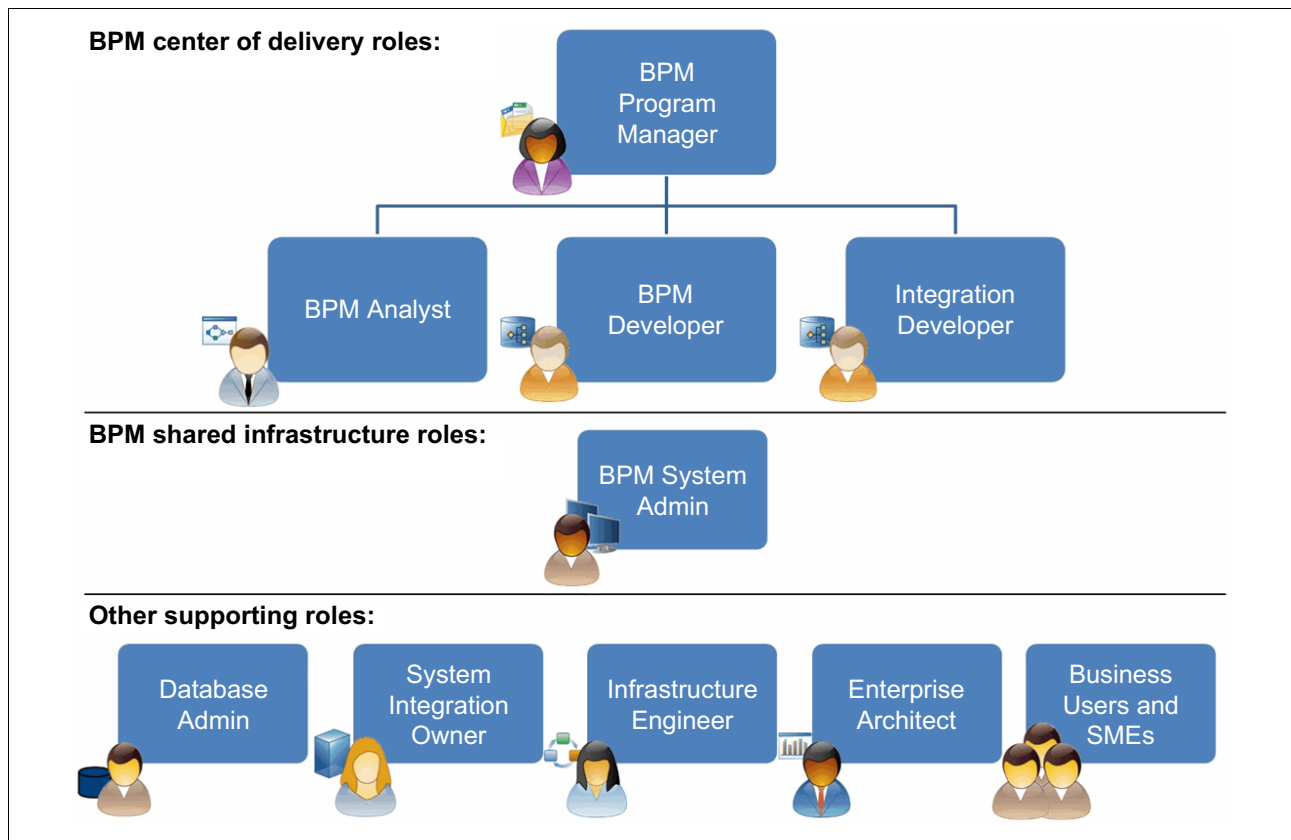 BPM center of delivery roles:
BPM
Program
Manager
BPM Analyst
BPM
Developer
Integration
Developer
BPM shared infrastructure roles:
BPM System
Admin
Other supporting roles:
Database
Admin
System
Integration
Owner
Infrastructure
Engineer
Enterprise
Architect
Business
Users and
SMEs